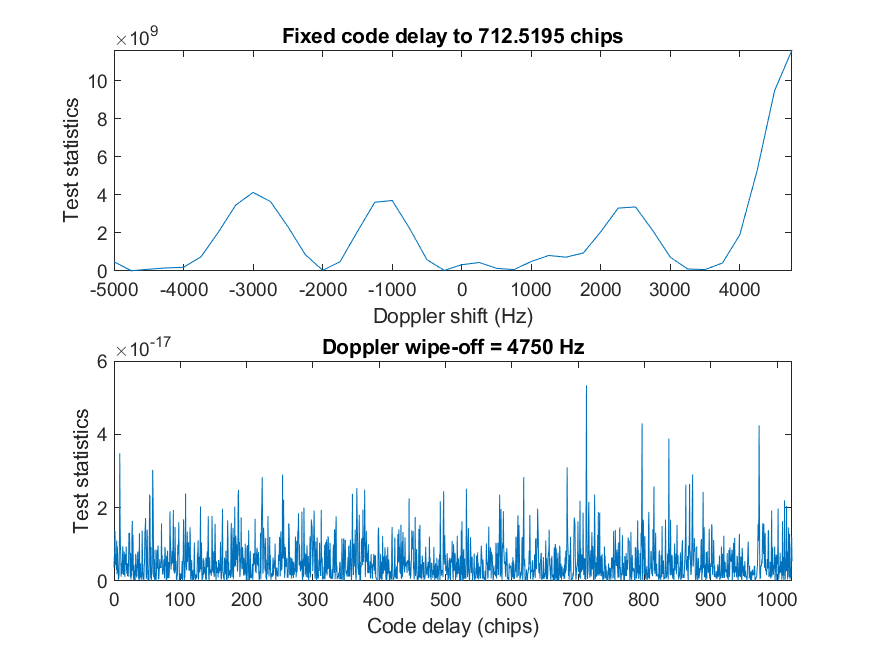 ×10^9
Fixed code delay to 712.5195 chips
10
8
6
4
2
0
Test statistics
-5000 -4000 -3000 -2000 -1000 0 1000 2000 3000 4000
Doppler shift (Hz)
×10^-17
Doppler wipe-off = 4750 Hz
6
4
2
0
Test statistics
0 100 200 300 400 500 600 700 800 900 1000
Code delay (chips)